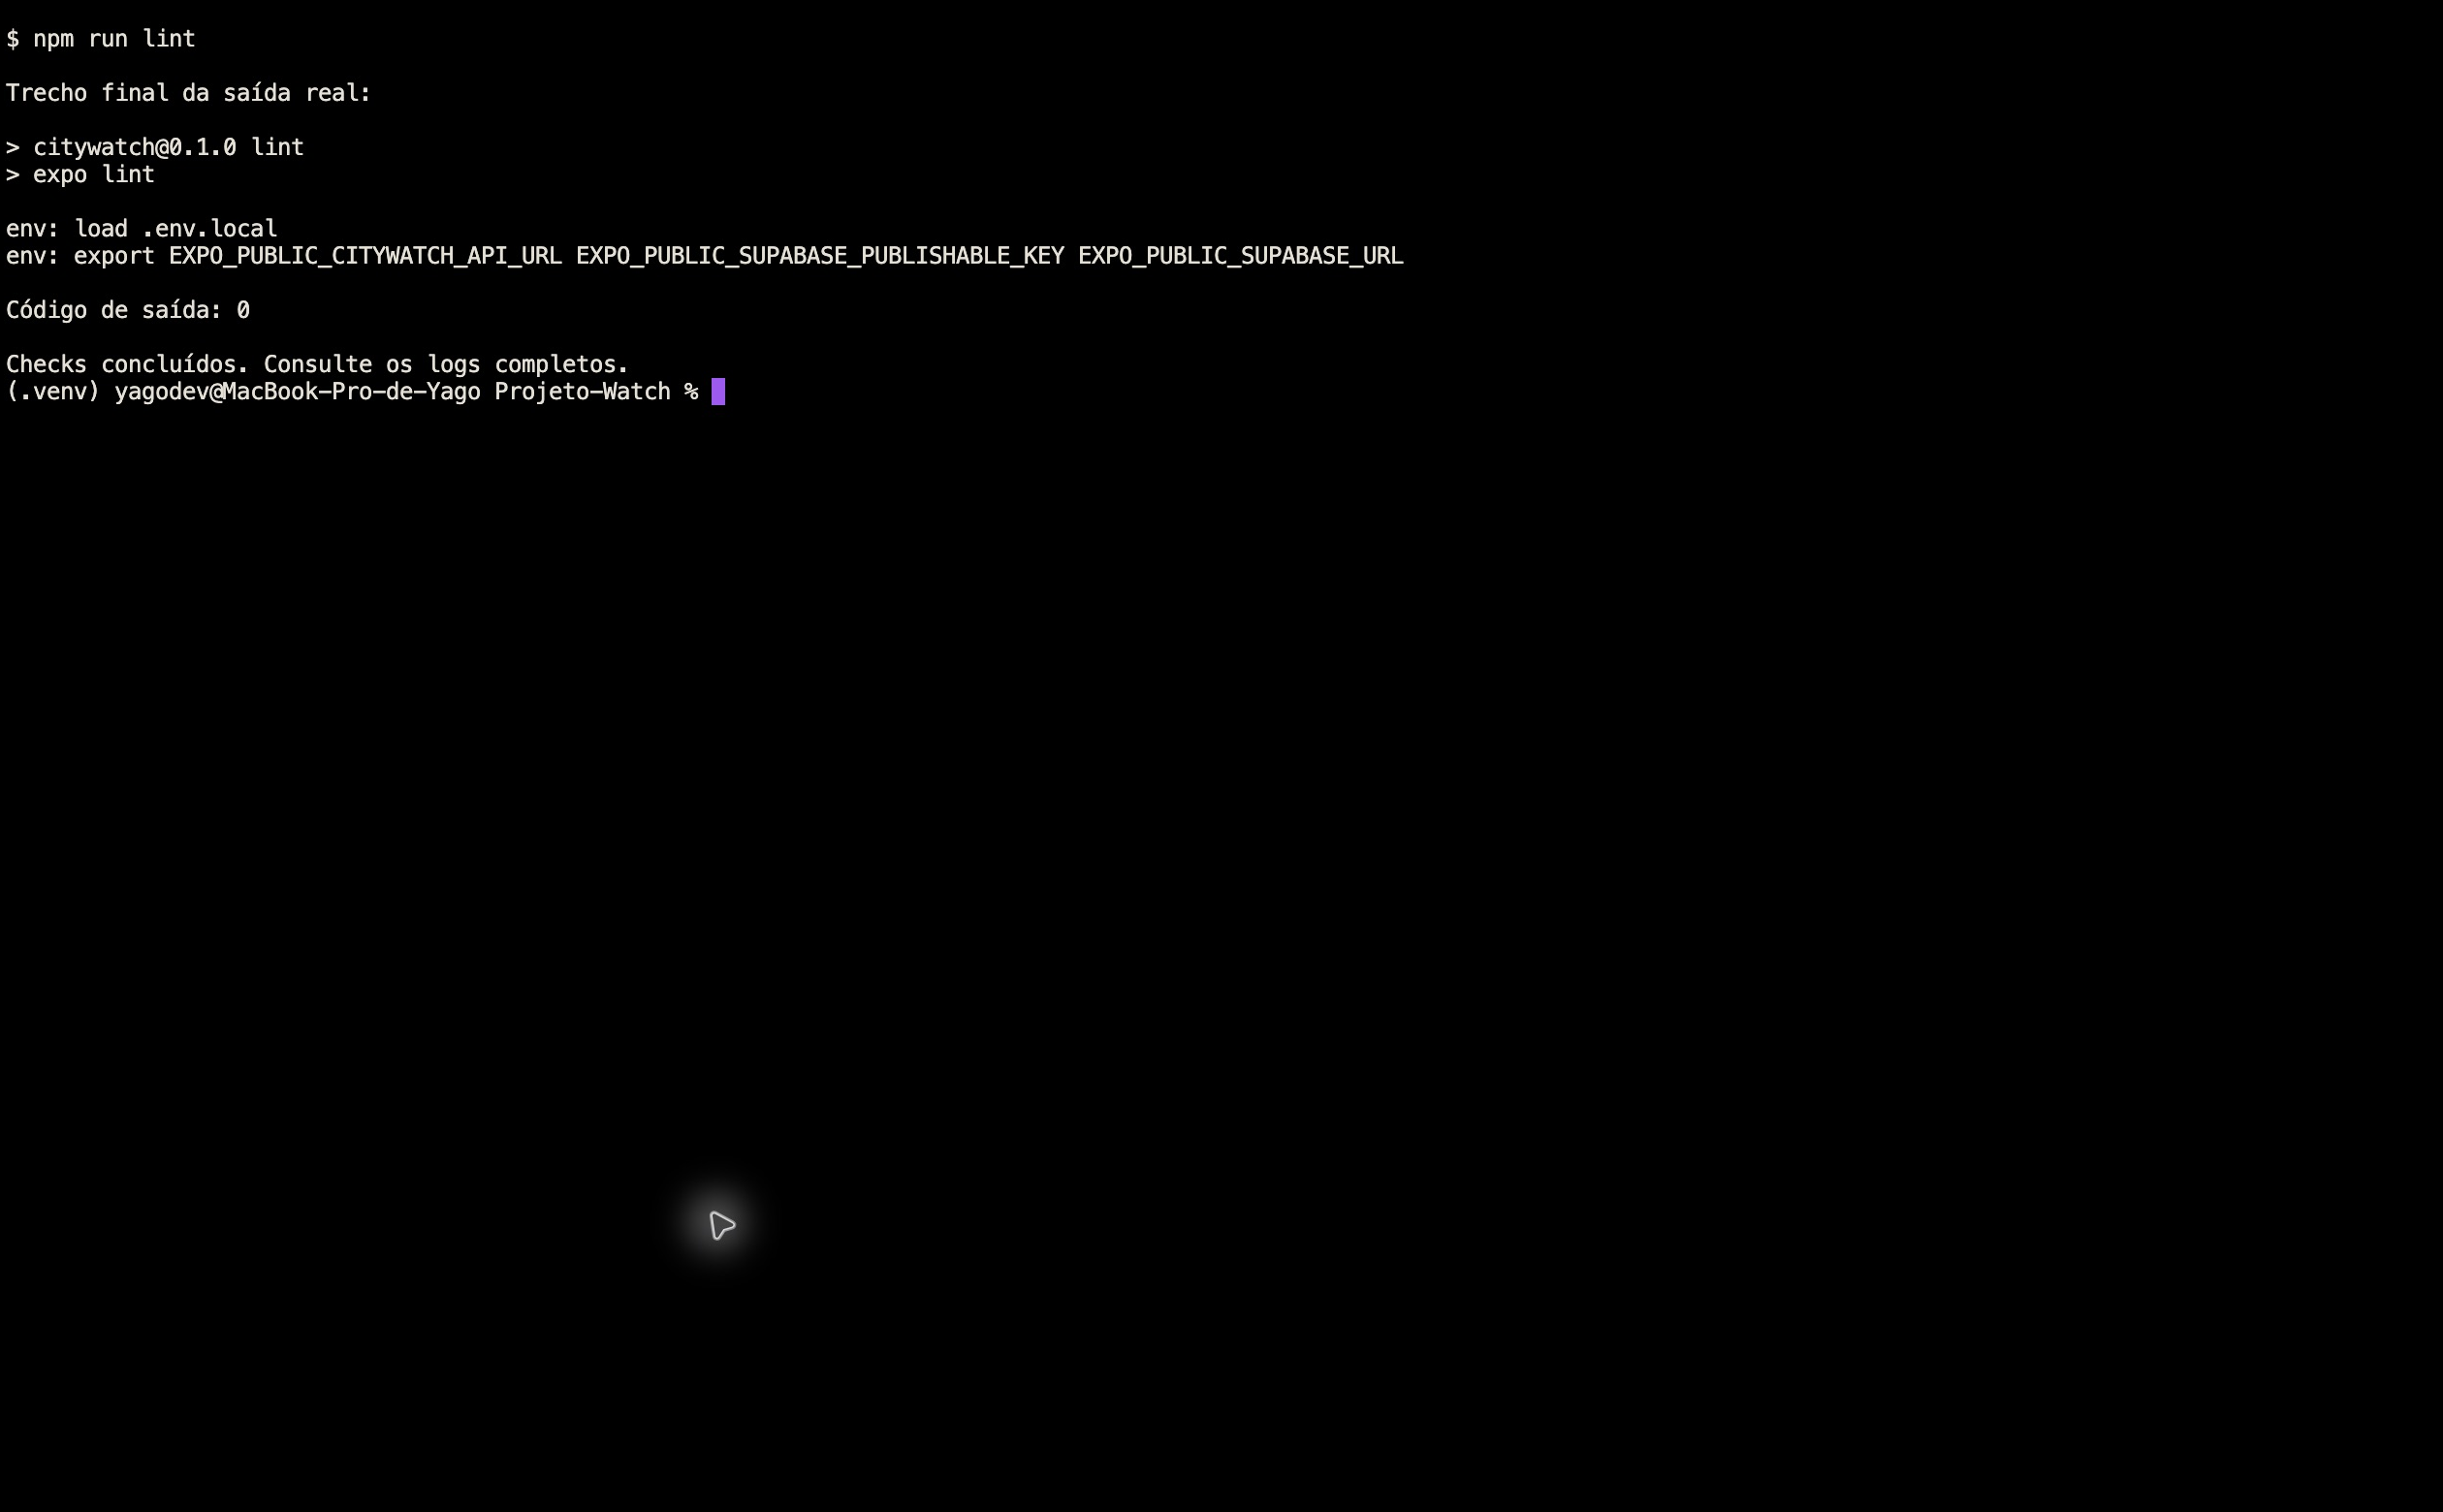 $ npm run lint
Trecho final da saída real:
> citywatch@0.1.0 lint
> expo lint
env: load .env.local
env: export EXPO_PUBLIC_CITYWATCH_API_URL EXPO_PUBLIC_SUPABASE_PUBLISHABLE_KEY EXPO_PUBLIC_SUPABASE_URL
Código de saída: 0
Checks concluídos. Consulte os logs completos.
(.venv) yagodev@MacBook-Pro-de-Yago Projeto-Watch %